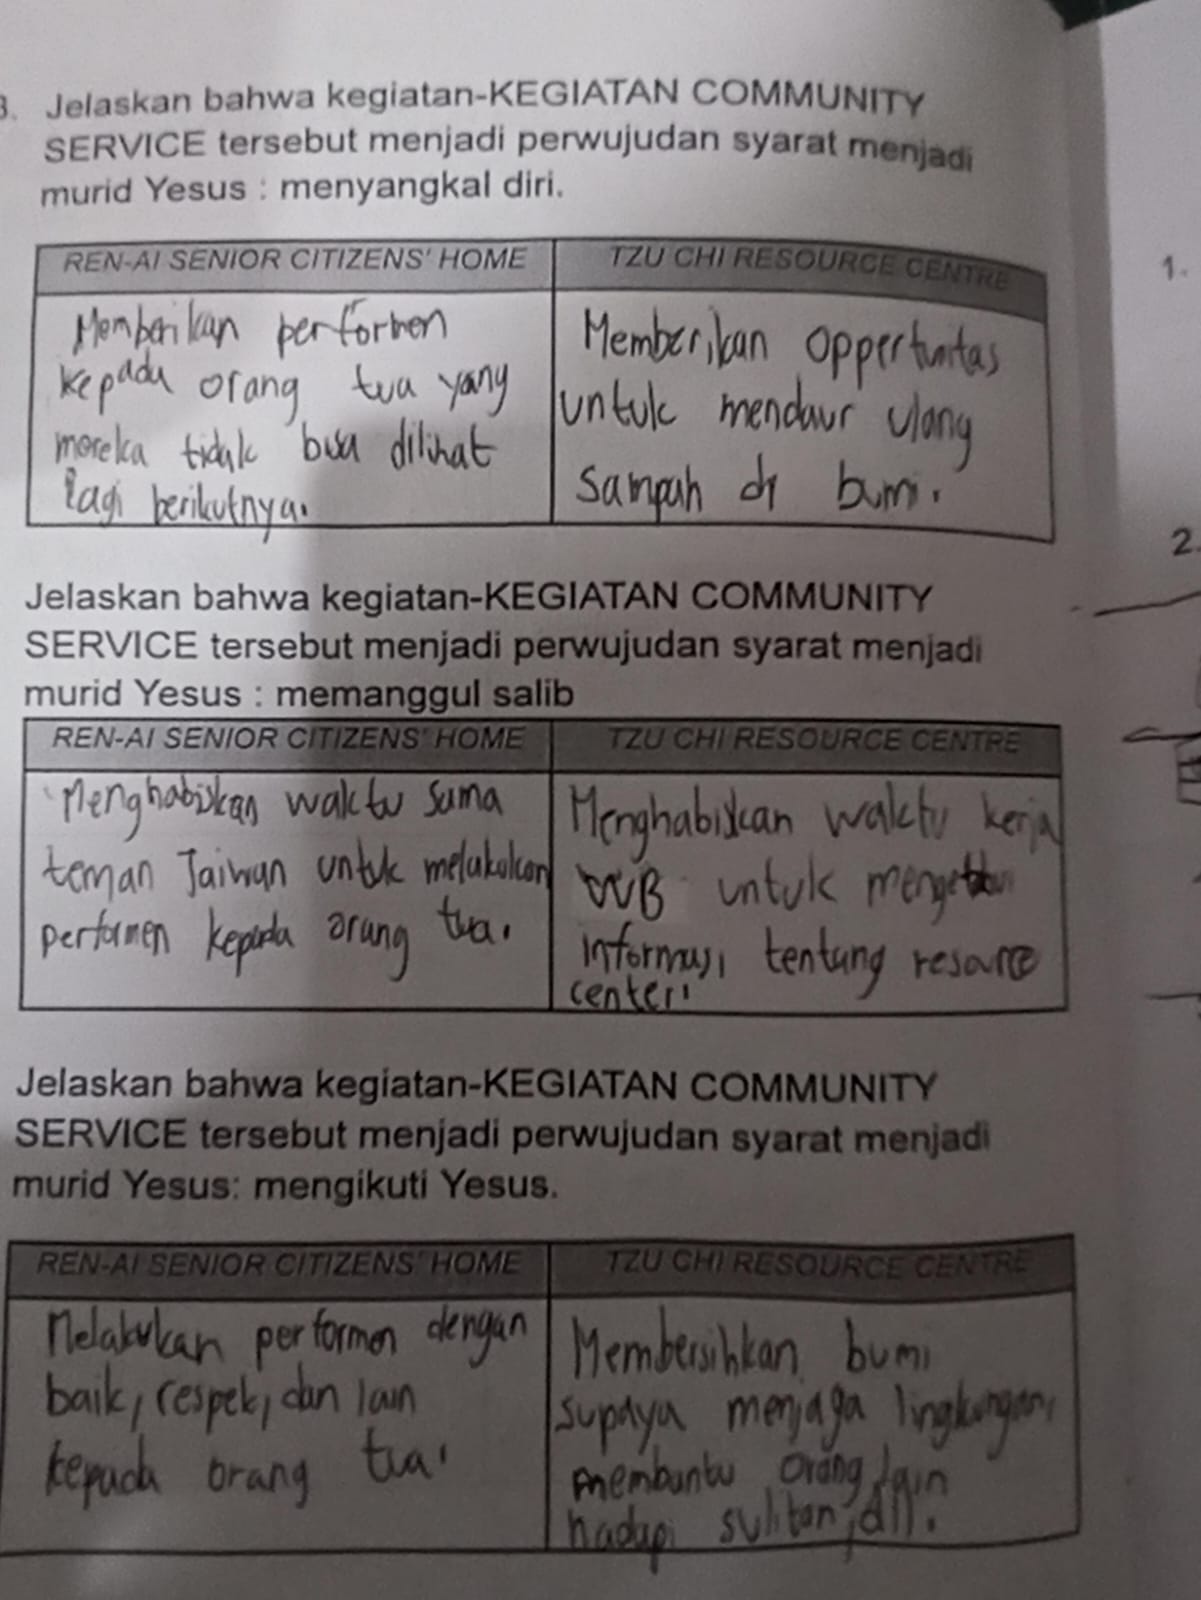 3. Jelaskan bahwa kegiatan-KEGIATAN COMMUNITY
SERVICE tersebut menjadi perwujudan syarat menjadi
murid Yesus : menyangkal diri.
REN-AI SENIOR CITIZENS' HOME
Memberikan performen
kepada orang tua yang
mereka tidak bisa dilihat
lagi berikutnya.
TZU CHI RESOURCE CENTRE
Memberikan oppertunitas
untuk mendaur ulang
sampah di bumi.
Jelaskan bahwa kegiatan-KEGIATAN COMMUNITY
SERVICE tersebut menjadi perwujudan syarat menjadi
murid Yesus : memanggul salib
REN-AI SENIOR CITIZENS' HOME
Menghabiskan waktu sama
teman Taiwan untuk melakukan
performen kepada orang tua.
TZU CHI RESOURCE CENTRE
Menghabiskan waktu kerja
untuk
informasi tentang resource
center.
Jelaskan bahwa kegiatan-KEGIATAN COMMUNITY
SERVICE tersebut menjadi perwujudan syarat menjadi
murid Yesus: mengikuti Yesus.
REN-AI SENIOR CITIZENS' HOME
Melakukan performen dengan
baik, respek, dan lain
kepada orang tua.
TZU CHI RESOURCE CENTRE
Membersihkan bumi
supaya menjaga lingkungan,
membantu orang lain
hadapi sulitan, dll.
1.
2.